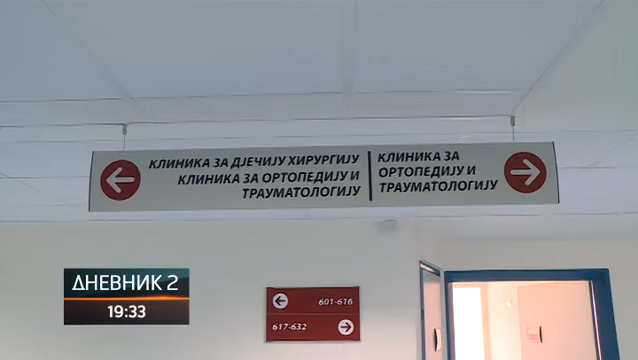 КЛИНИКА ЗА ДЈЕЧИЈУ ХИРУРГИЈУ
КЛИНИКА ЗА ОРТОПЕДИЈУ И
ТРАУМАТОЛОГИЈУ
КЛИНИКА ЗА
ОРТОПЕДИЈУ И
ТРАУМАТОЛОГИЈУ
ДНЕВНИК 2
19:33
601-616
617-632